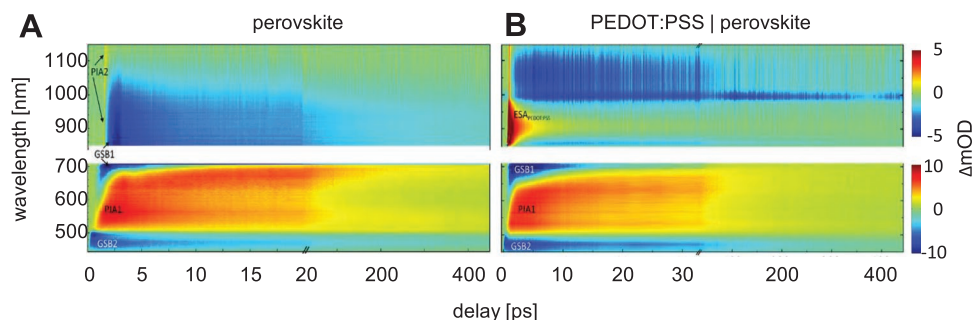 A perovskite
B PEDOT:PSS | perovskite
wavelength [nm]
1100
1000
900
700
600
500
PIA2
GSB1
PIA1
GSB2
0 5 10 15 20 200 400
ESA PEDOT:PSS
GSB1
PIA1
GSB2
0 10 20 30 200 400
5
0
-5
10
0
-10
ΔmOD
delay [ps]